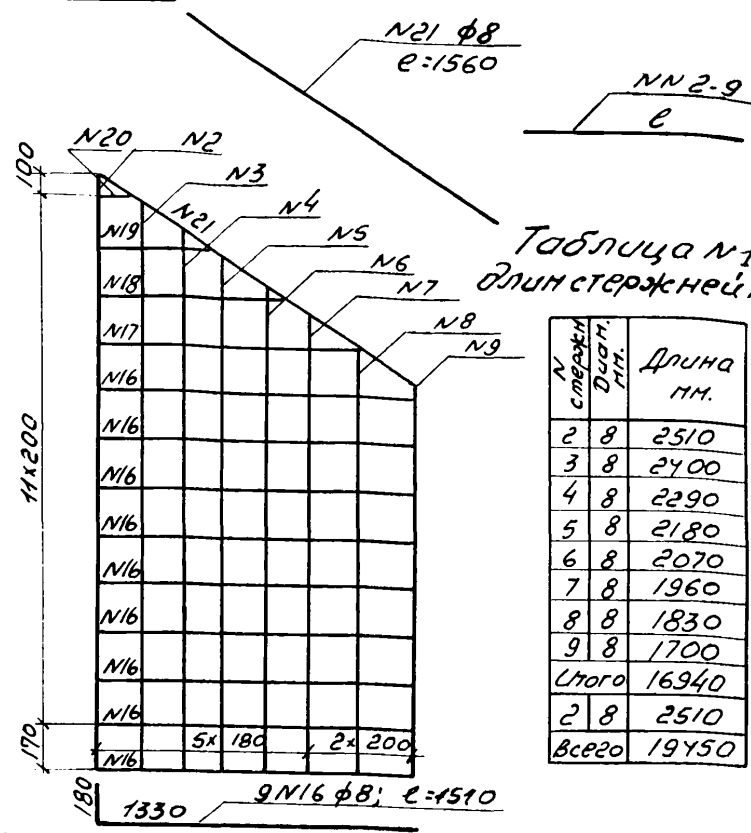 N21 ф8
ℓ=1560
NN 2-9
ℓ
N20 N2
100
N3
N21
N4
N5
N6
N7
N8
N9
N19
N18
N17
N16
N16
N16
N16
N16
N16
N16
N16
N16
11х200
170
5х 180
2х 200
180
1330
9N16 ф8; ℓ=1510
Таблица N1
длин стержней
N стержн Диам. мм. Длина мм.
2 8 2510
3 8 2400
4 8 2290
5 8 2180
6 8 2070
7 8 1960
8 8 1830
9 8 1700
Итого 16940
2 8 2510
Всего 19450